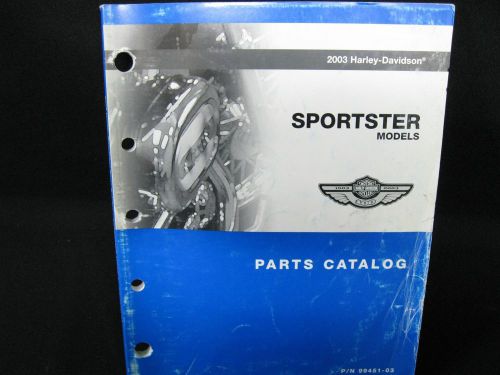 2003 Harley-Davidson®
SPORTSTER
MODELS
1903 2003
PARTS CATALOG
P/N 99451-03